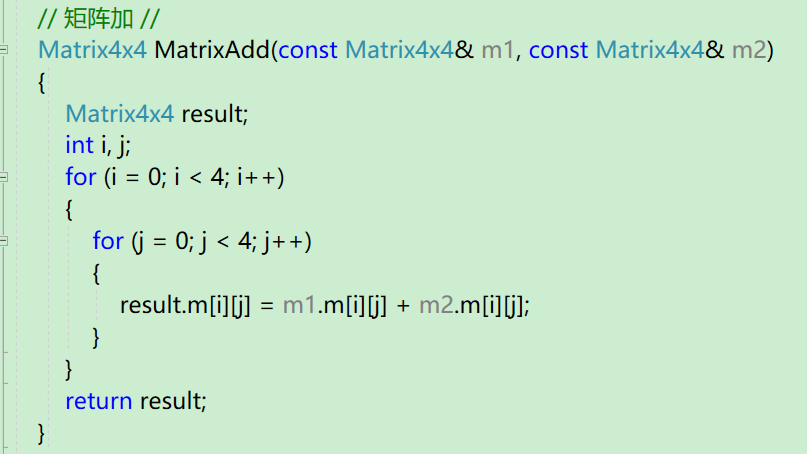 // 矩阵加 //
Matrix4x4 MatrixAdd(const Matrix4x4& m1, const Matrix4x4& m2)
{
Matrix4x4 result;
int i, j;
for (i = 0; i < 4; i++)
{
for (j = 0; j < 4; j++)
{
result.m[i][j] = m1.m[i][j] + m2.m[i][j];
}
}
return result;
}